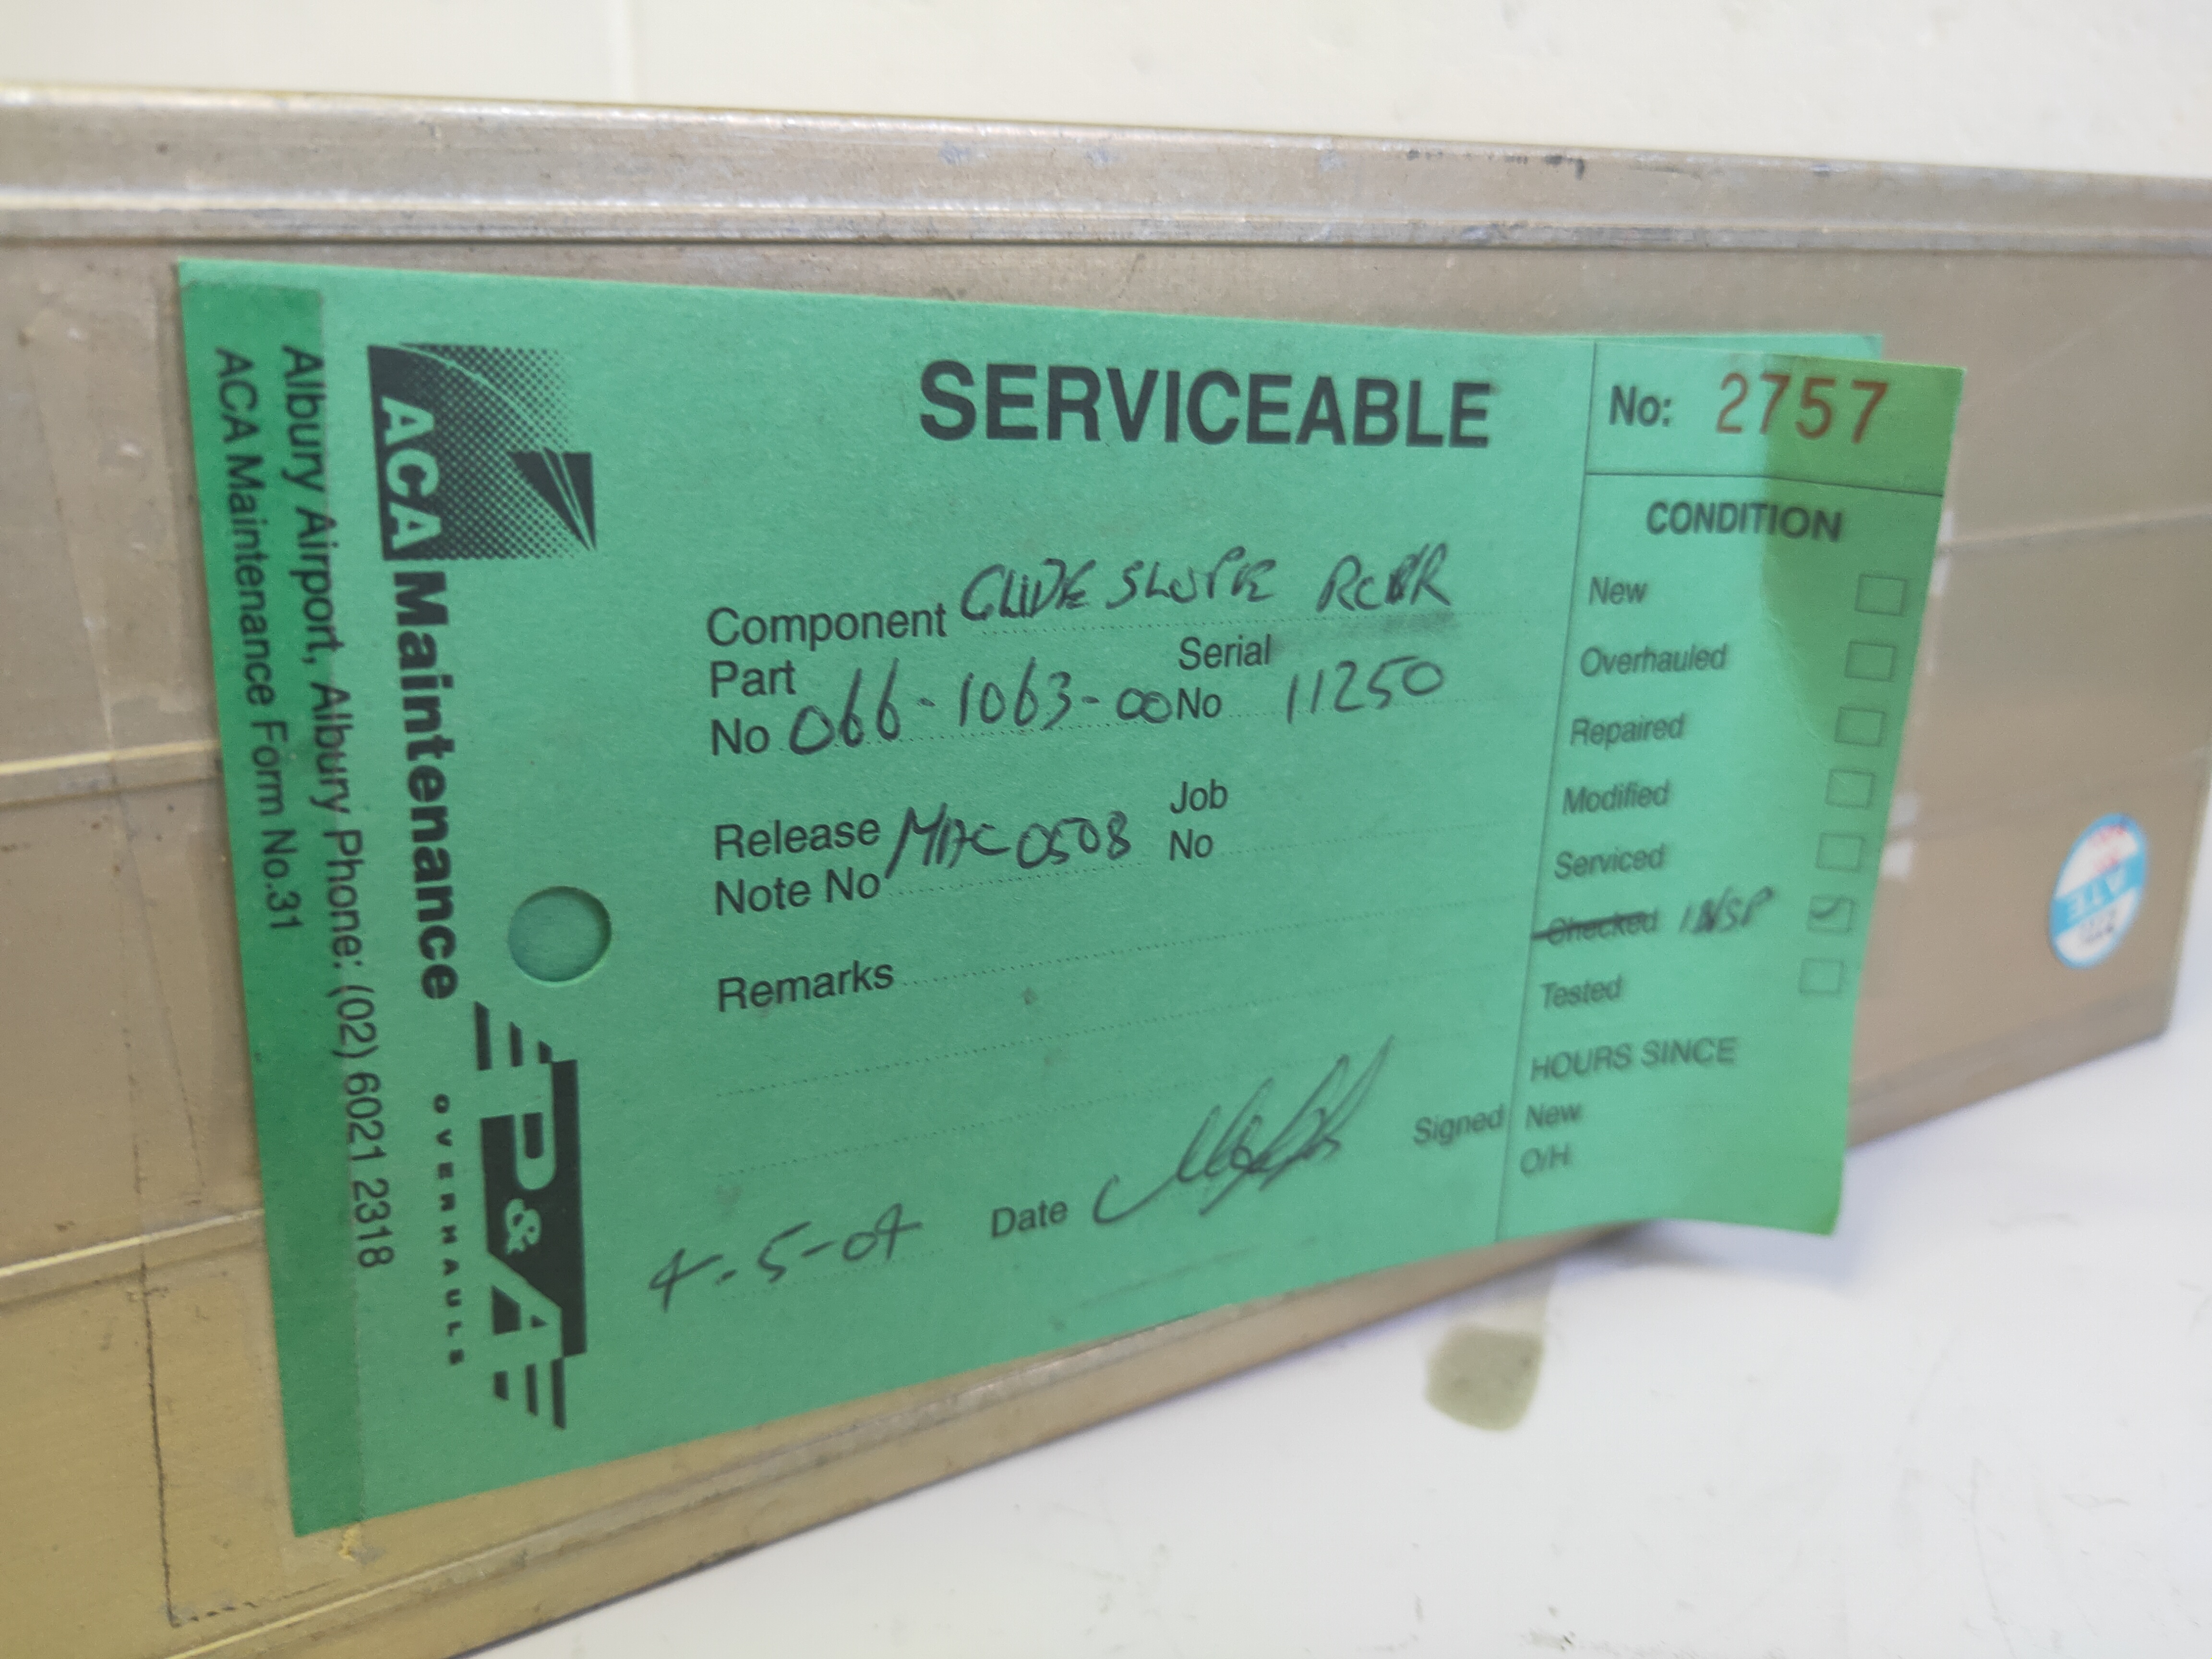 SERVICEABLE
No: 2757
Component GLIDE SLOPE RCVR
Part No 066-1063-00 Serial No 11250
Release Note No MAC0508 Job No
Remarks
4-5-04 Date
Signed
CONDITION
New
Overhauled
Repaired
Modified
Serviced
Checked INSP
Tested
HOURS SINCE
New
O/H
ACA Maintenance
P&A
OVERHAULS
Albury Airport, Albury Phone: (02) 6021 2318
ACA Maintenance Form No.31
ATE